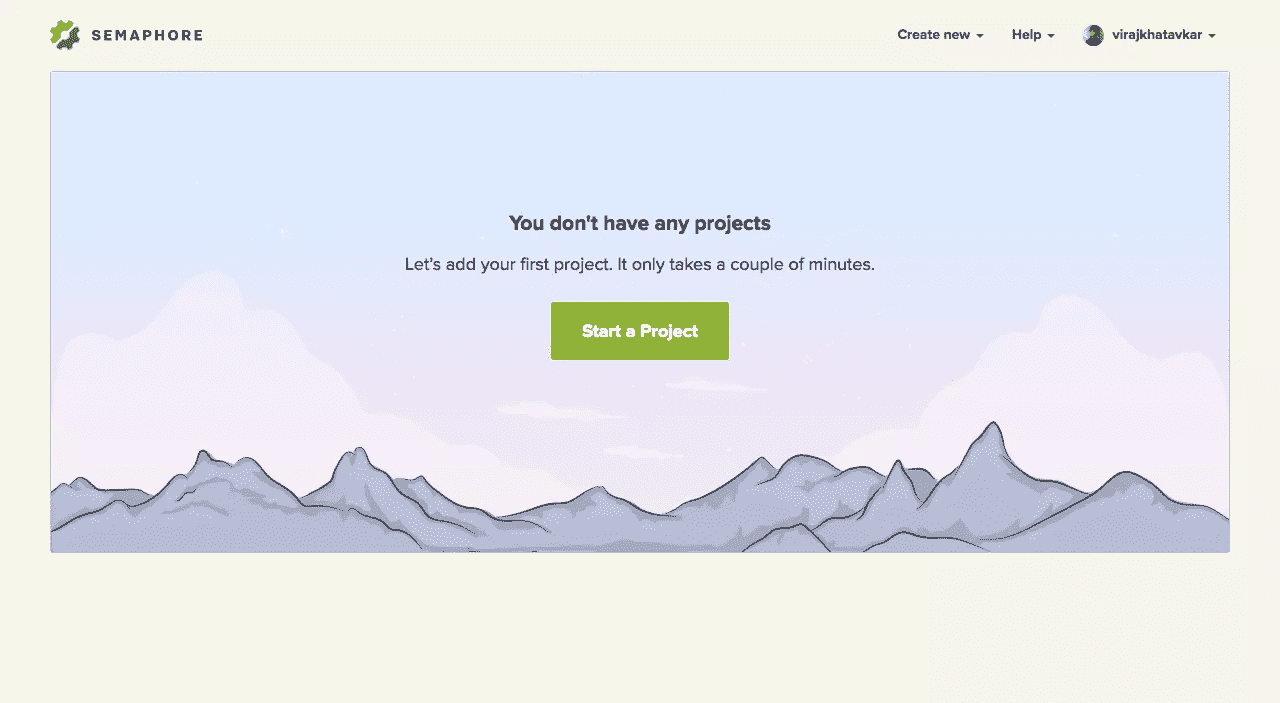 SEMAPHORE
Create new
Help
virajkhatavkar
You don't have any projects
Let's add your first project. It only takes a couple of minutes.
Start a Project